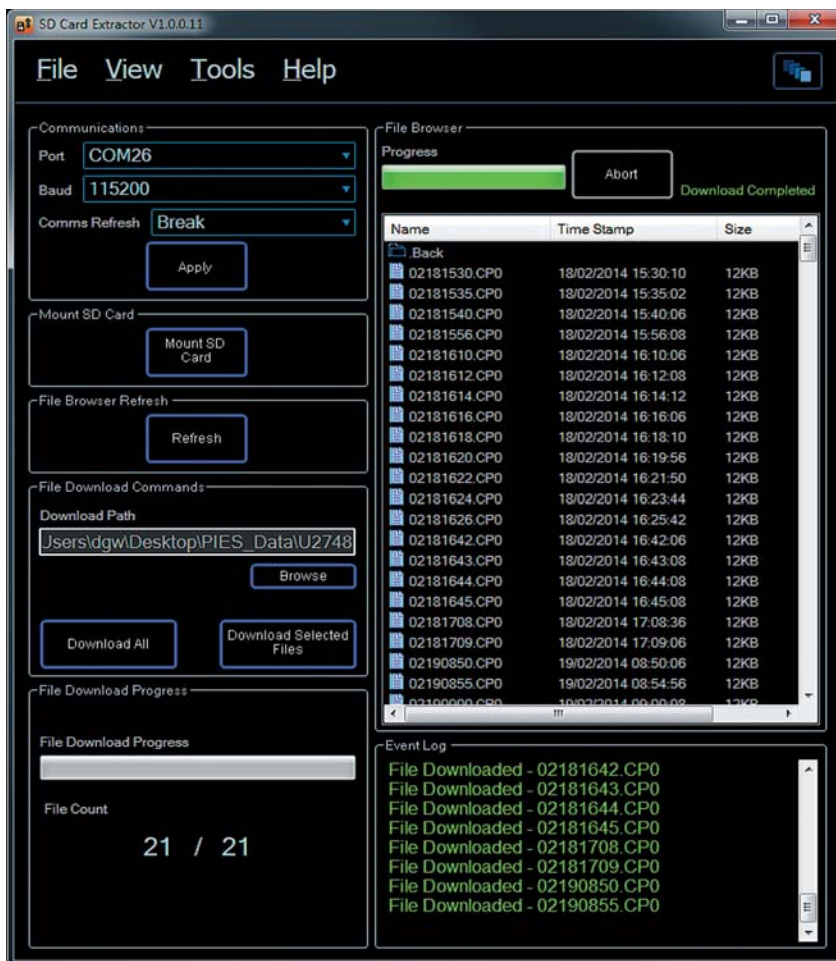 SD Card Extractor V1.0.0.11
File View Tools Help
Communications
Port COM26
Baud 115200
Comms Refresh Break
Apply
Mount SD Card
Mount SD
Card
File Browser Refresh
Refresh
File Download Commands
Download Path
Users\dgw\Desktop\PIES_Data\U2748
Browse
Download All
Download Selected
Files
File Download Progress
File Download Progress
File Count
21 / 21
File Browser
Progress
Abort
Download Completed
Name Time Stamp Size
.Back
02181530.CP0 18/02/2014 15:30:10 12KB
02181535.CP0 18/02/2014 15:35:02 12KB
02181540.CP0 18/02/2014 15:40:06 12KB
02181556.CP0 18/02/2014 15:56:08 12KB
02181610.CP0 18/02/2014 16:10:06 12KB
02181612.CP0 18/02/2014 16:12:08 12KB
02181614.CP0 18/02/2014 16:14:12 12KB
02181616.CP0 18/02/2014 16:16:06 12KB
02181618.CP0 18/02/2014 16:18:10 12KB
02181620.CP0 18/02/2014 16:19:56 12KB
02181622.CP0 18/02/2014 16:21:50 12KB
02181624.CP0 18/02/2014 16:23:44 12KB
02181626.CP0 18/02/2014 16:25:42 12KB
02181642.CP0 18/02/2014 16:42:06 12KB
02181643.CP0 18/02/2014 16:43:08 12KB
02181644.CP0 18/02/2014 16:44:08 12KB
02181645.CP0 18/02/2014 16:45:08 12KB
02181708.CP0 18/02/2014 17:08:36 12KB
02181709.CP0 18/02/2014 17:09:06 12KB
02190850.CP0 19/02/2014 08:50:06 12KB
02190855.CP0 19/02/2014 08:54:56 12KB
02190900.CP0 19/02/2014 09:00:08 12KB
Event Log
File Downloaded - 02181642.CP0
File Downloaded - 02181643.CP0
File Downloaded - 02181644.CP0
File Downloaded - 02181645.CP0
File Downloaded - 02181708.CP0
File Downloaded - 02181709.CP0
File Downloaded - 02190850.CP0
File Downloaded - 02190855.CP0